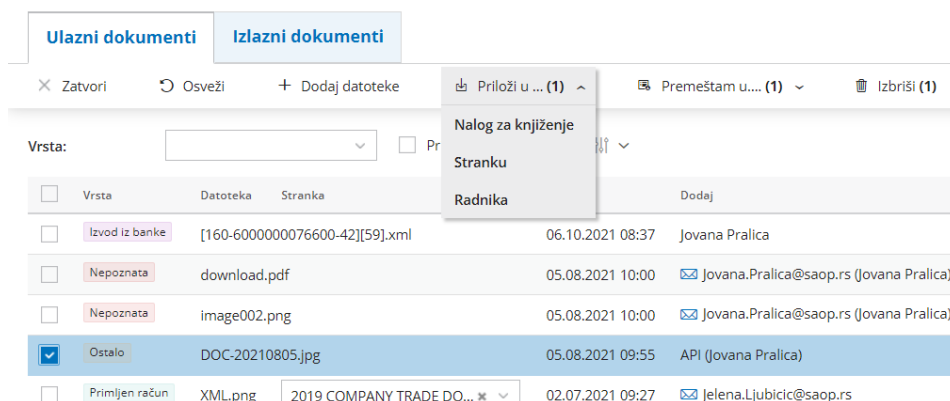 Ulazni dokumenti Izlazni dokumenti
Zatvori Osveži Dodaj datoteke Priloži u ... (1) Premeštam u.... (1) Izbriši (1)
Nalog za knjiženje
Vrsta: Pr
Stranku
Radnika
Vrsta Datoteka Stranka Dodaj
Izvod iz banke [160-6000000076600-42][59].xml 06.10.2021 08:37 Jovana Pralica
Nepoznata download.pdf 05.08.2021 10:00 Jovana.Pralica@saop.rs (Jovana Pralica)
Nepoznata image002.png 05.08.2021 10:00 Jovana.Pralica@saop.rs (Jovana Pralica)
Ostalo DOC-20210805.jpg 05.08.2021 09:55 API (Jovana Pralica)
Primljen račun XML.png 2019 COMPANY TRADE DO... 02.07.2021 09:27 Jelena.Ljubicic@saop.rs